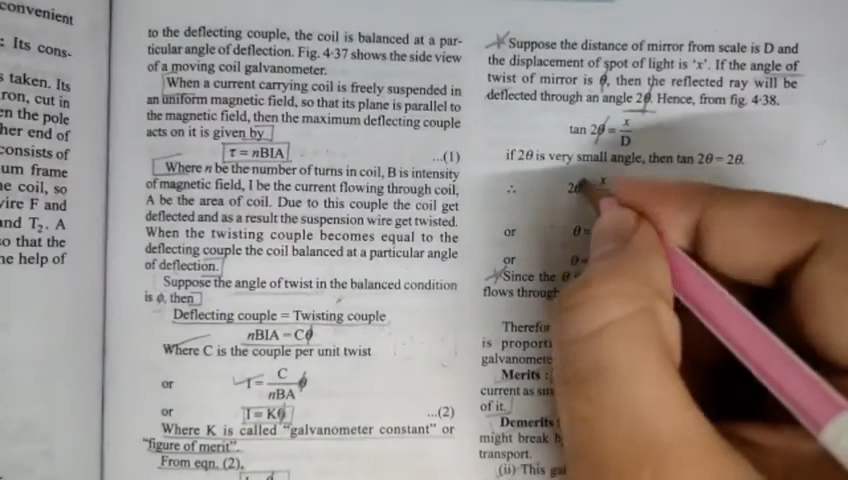 convenient
: Its cons-
s taken. Its
ron, cut in
en the pole
her end of
consists of
um frame
e coil, so
vire F and
and T₂. A
so that the
he help of
to the deflecting couple, the coil is balanced at a par-
ticular angle of deflection. Fig. 4·37 shows the side view
of a moving coil galvanometer.
When a current carrying coil is freely suspended in
an uniform magnetic field, so that its plane is parallel to
the magnetic field, then the maximum deflecting couple
acts on it is given by
τ = nBIA ...(1)
Where n be the number of turns in coil, B is intensity
of magnetic field, I be the current flowing through coil,
A be the area of coil. Due to this couple the coil get
deflected and as a result the suspension wire get twisted.
When the twisting couple becomes equal to the
deflecting couple the coil balanced at a particular angle
of deflection.
Suppose the angle of twist in the balanced condition
is ϕ, then
Deflecting couple = Twisting couple
nBIA = Cϕ
Where C is the couple per unit twist
or I = C/nBA ϕ
or I = Kϕ ...(2)
Where K is called "galvanometer constant" or
"figure of merit".
From eqn. (2),
Suppose the distance of mirror from scale is D and
the displacement of spot of light is 'x'. If the angle of
twist of mirror is θ, then the reflected ray will be
deflected through an angle 2θ. Hence, from fig. 4·38.
tan 2θ = x/D
if 2θ is very small angle, then tan 2θ = 2θ.
∴ 2θ x
or θ =
or θ
Since the θ
flows through
is
galvanomete
Merits :
current as
of it.
Demerits :
might break
transport.
(ii) This